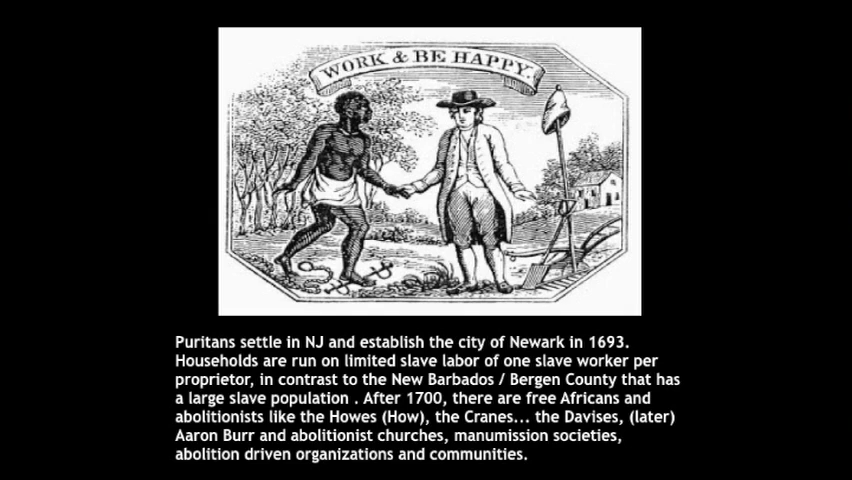 WORK & BE HAPPY.
Puritans settle in NJ and establish the city of Newark in 1693.
Households are run on limited slave labor of one slave worker per
proprietor, in contrast to the New Barbados / Bergen County that has
a large slave population . After 1700, there are free Africans and
abolitionists like the Howes (How), the Cranes... the Davises, (later)
Aaron Burr and abolitionist churches, manumission societies,
abolition driven organizations and communities.